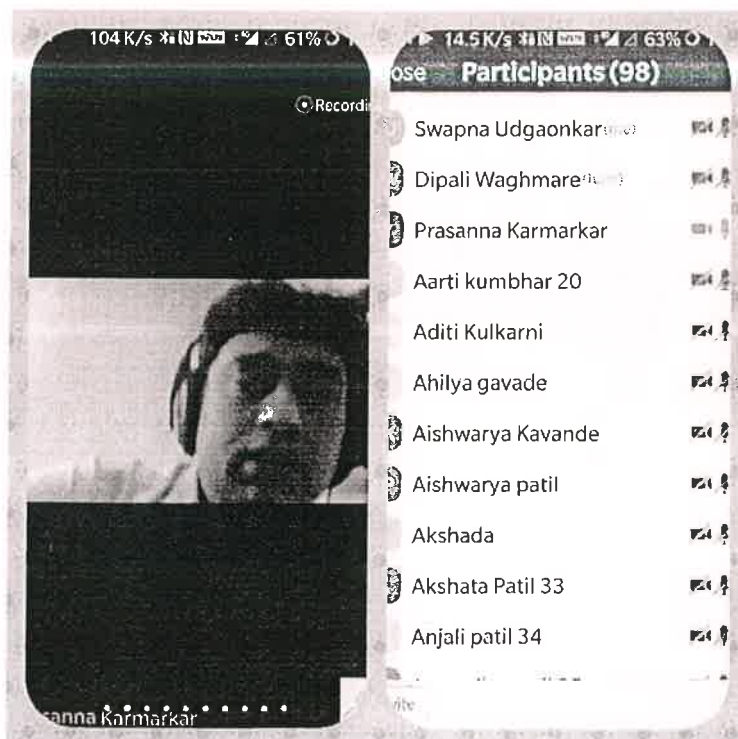 104 K/s 61%
Recordi
anna Karmarkar
14.5 K/s 63%
ose Participants (98)
Swapna Udgaonkar
Dipali Waghmare
Prasanna Karmarkar
Aarti kumbhar 20
Aditi Kulkarni
Ahilya gavade
Aishwarya Kavande
Aishwarya patil
Akshada
Akshata Patil 33
Anjali patil 34